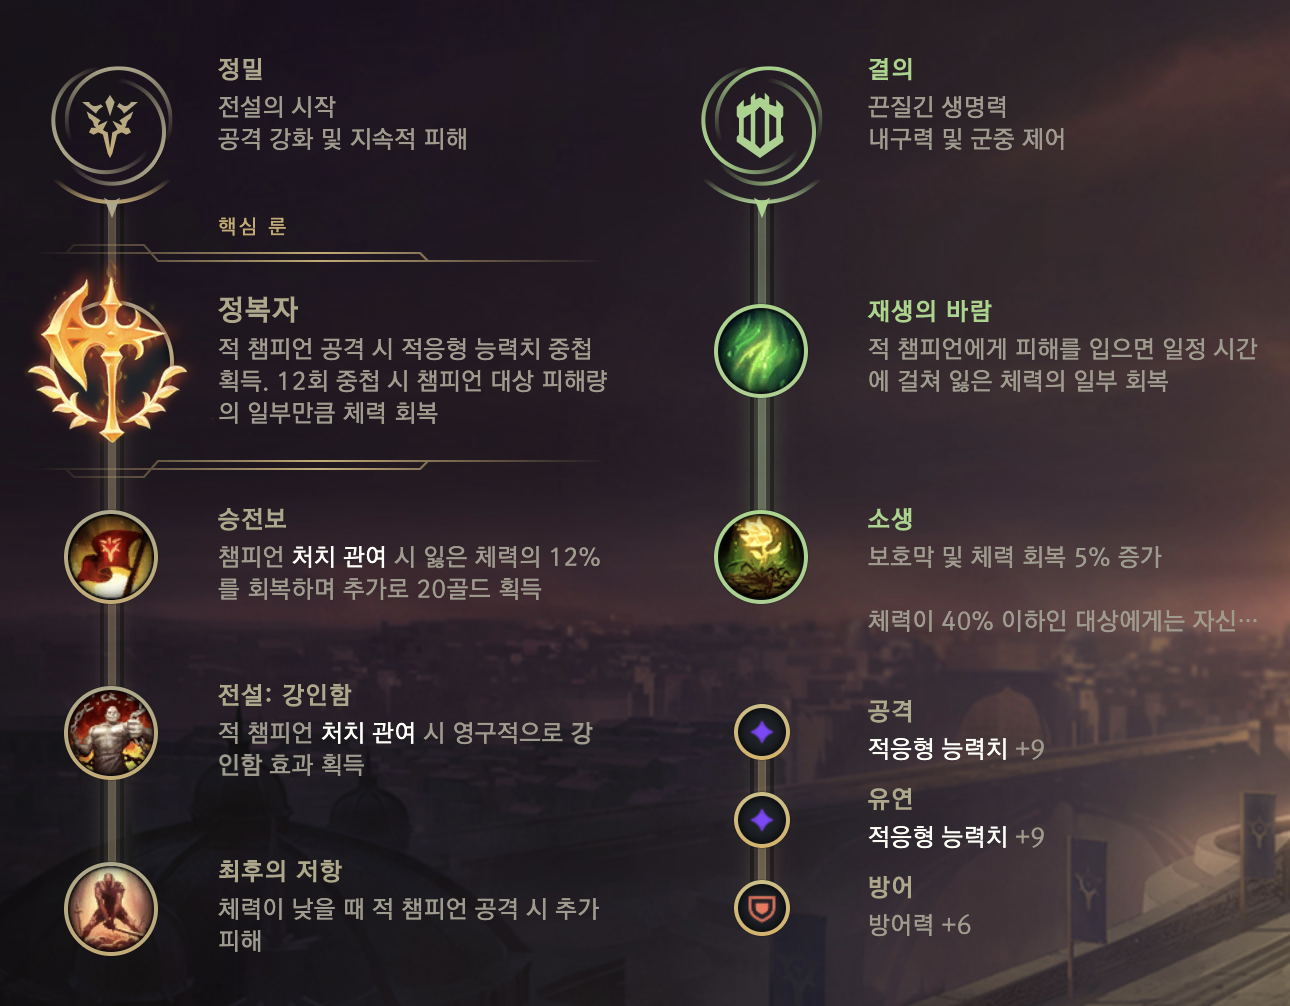 정밀
전설의 시작
공격 강화 및 지속적 피해
핵심 룬
정복자
적 챔피언 공격 시 적응형 능력치 중첩
획득. 12회 중첩 시 챔피언 대상 피해량
의 일부만큼 체력 회복
승전보
챔피언 처치 관여 시 잃은 체력의 12%
를 회복하며 추가로 20골드 획득
전설: 강인함
적 챔피언 처치 관여 시 영구적으로 강
인함 효과 획득
최후의 저항
체력이 낮을 때 적 챔피언 공격 시 추가
피해
결의
끈질긴 생명력
내구력 및 군중 제어
재생의 바람
적 챔피언에게 피해를 입으면 일정 시간
에 걸쳐 잃은 체력의 일부 회복
소생
보호막 및 체력 회복 5% 증가
체력이 40% 이하인 대상에게는 자신…
공격
적응형 능력치 +9
유연
적응형 능력치 +9
방어
방어력 +6